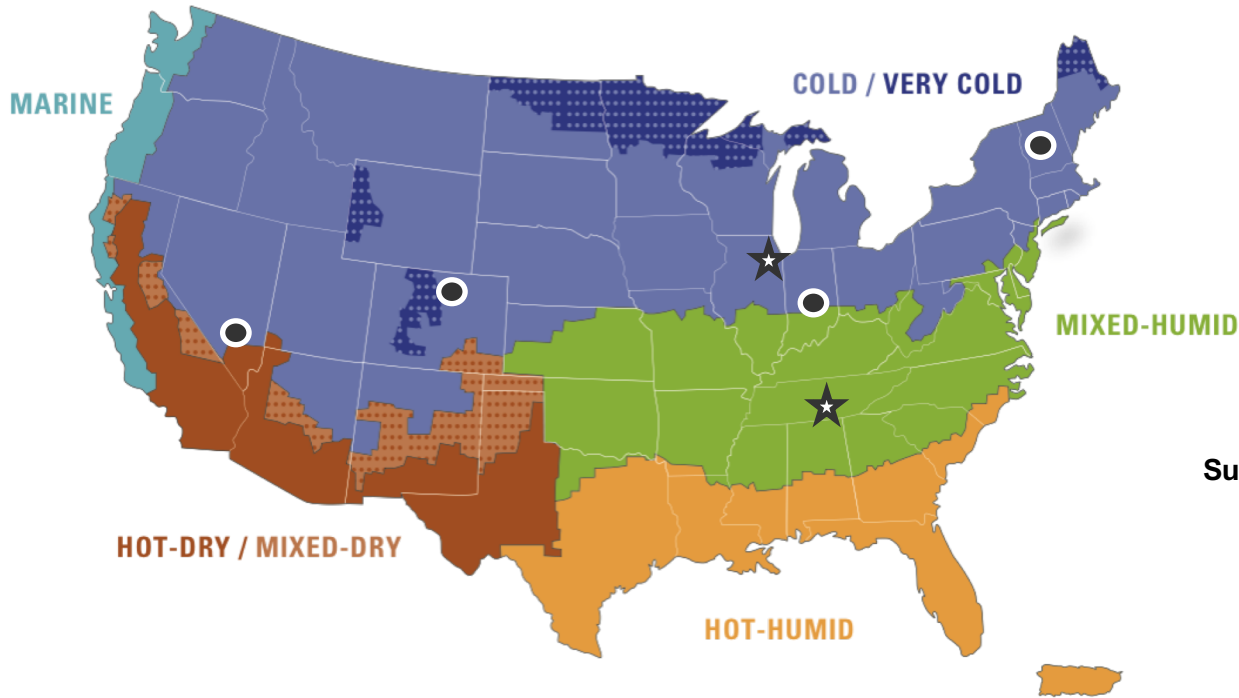 COLD / VERY COLD
MARINE
MIXED-HUMID
Su
HOT-DRY / MIXED-DRY
HOT-HUMID